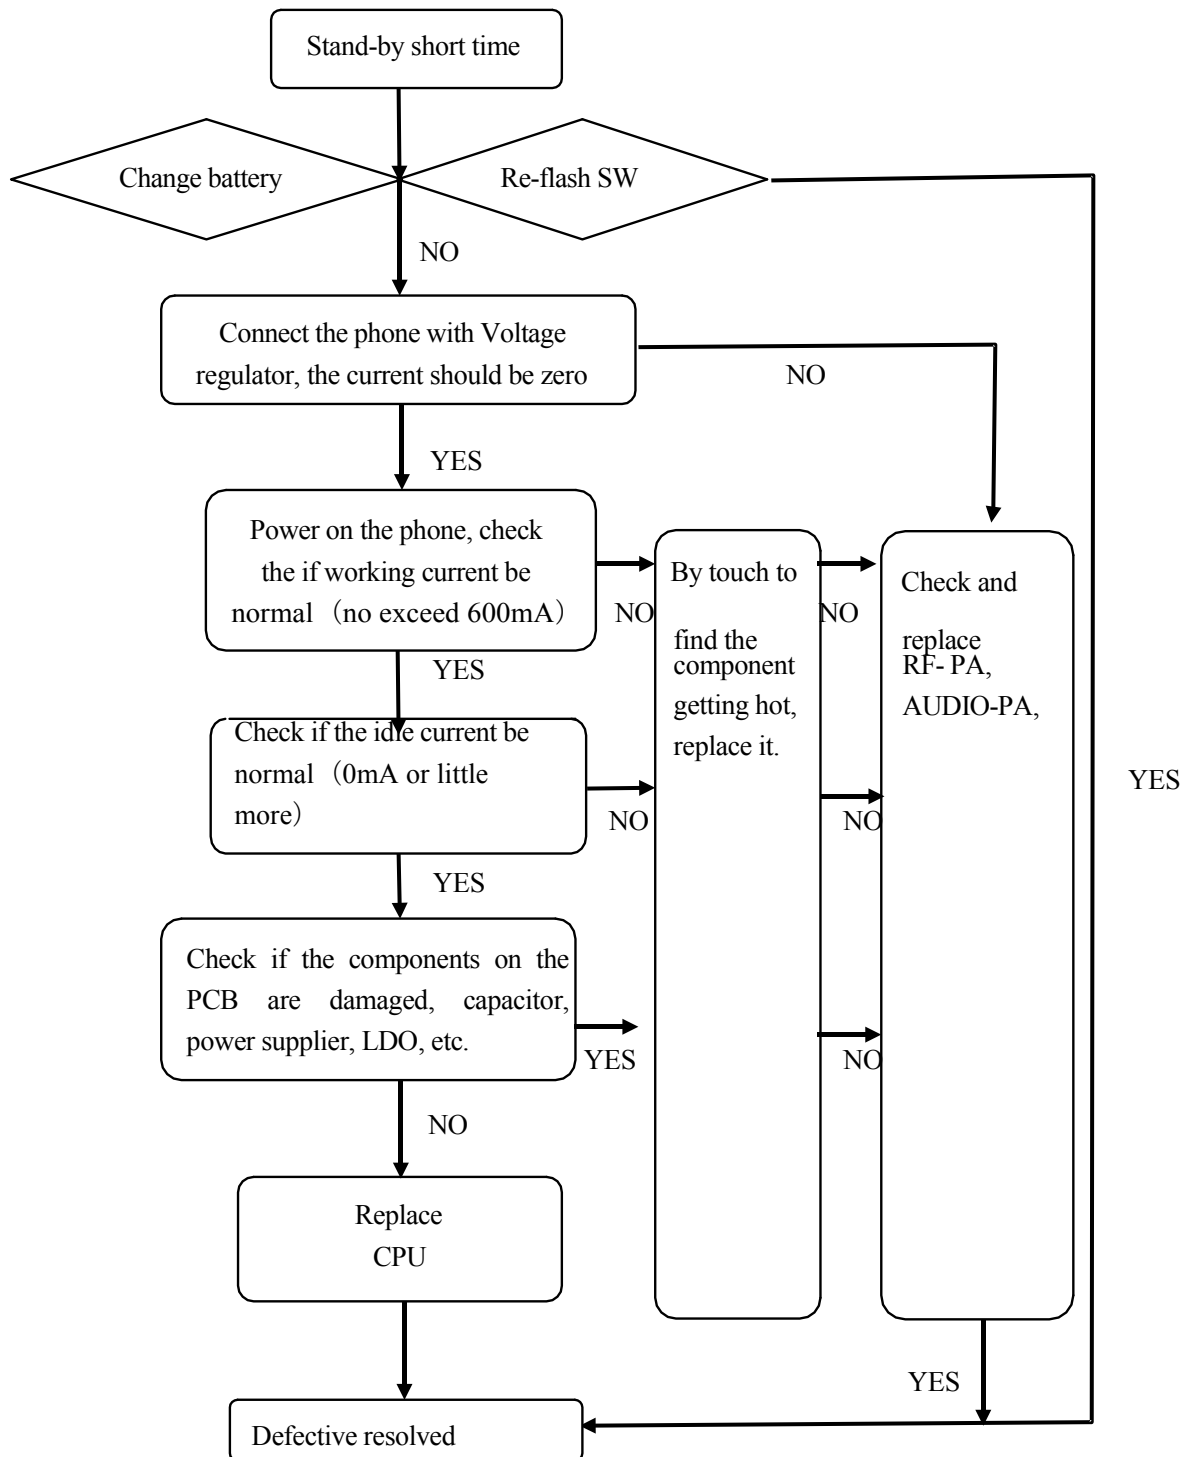 Stand-by short time
Change battery
Re-flash SW
NO
Connect the phone with Voltage
regulator, the current should be zero
NO
YES
Power on the phone, check
the if working current be
normal（no exceed 600mA）
NO
YES
By touch to
find the
component
getting hot,
replace it.
NO
Check and
replace
RF- PA,
AUDIO-PA,
Check if the idle current be
normal（0mA or little
more）
NO
NO
YES
YES
Check if the components on the
PCB are damaged, capacitor,
power supplier, LDO, etc.
YES
NO
NO
Replace
CPU
YES
Defective resolved